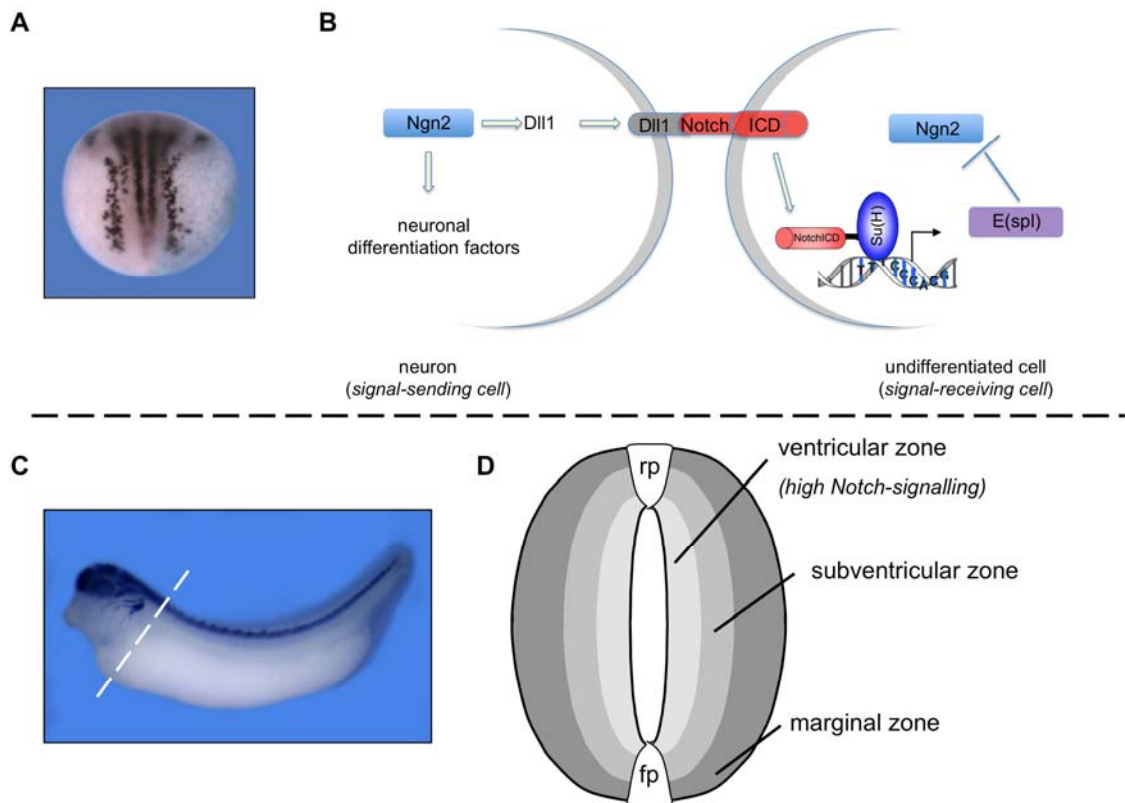 A
B
Ngn2
Dll1
Dll1
Notch
ICD
Ngn2
neuronal
differentiation factors
NotchICD
Su(H)
E(spl)
T T C C C A C G
neuron
(signal-sending cell)
undifferentiated cell
(signal-receiving cell)
C
D
rp
ventricular zone
(high Notch-signalling)
subventricular zone
marginal zone
fp